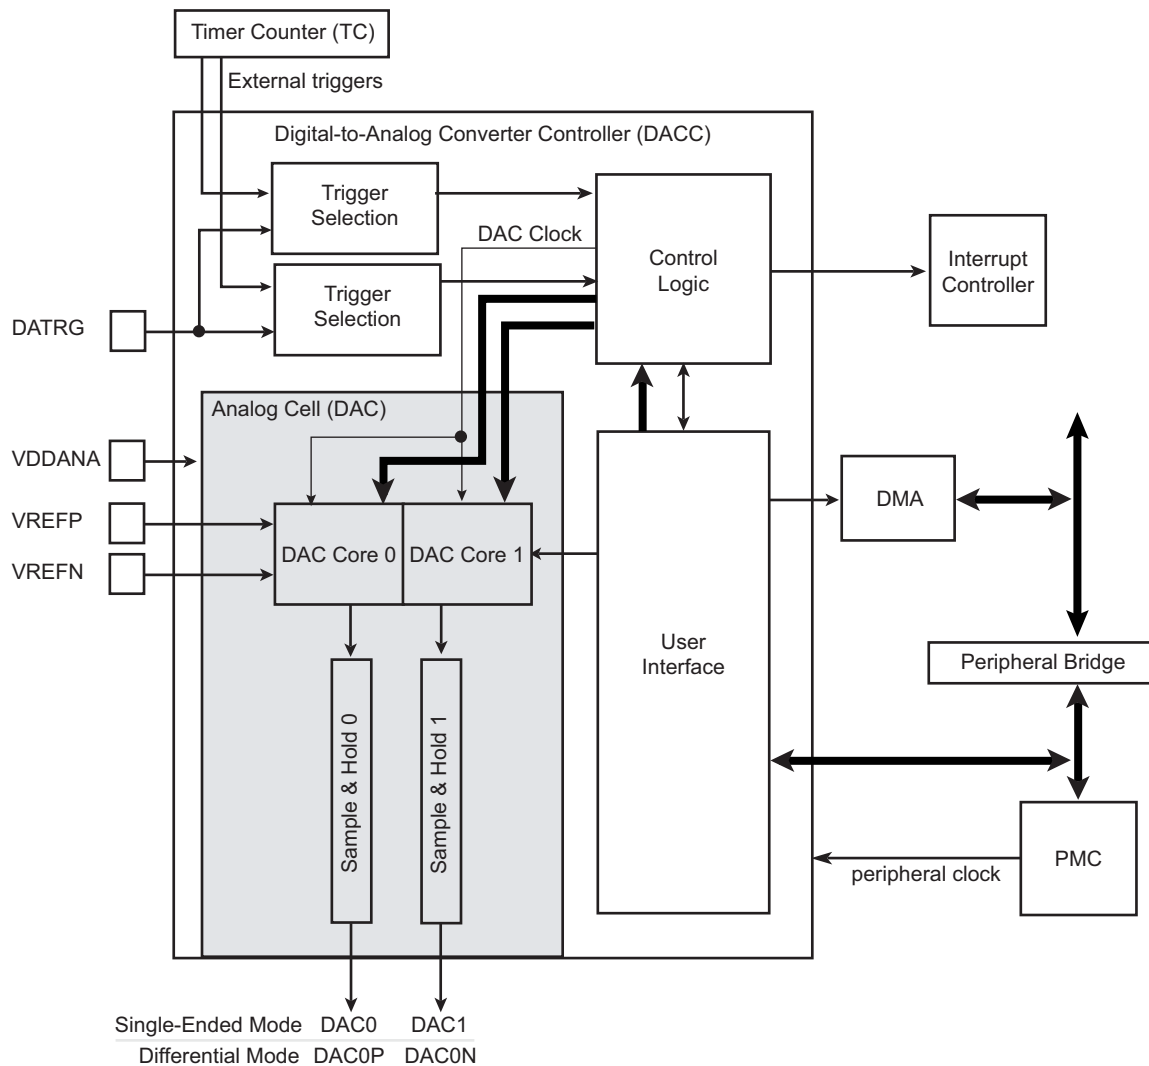 Timer Counter (TC)
External triggers
Digital-to-Analog Converter Controller (DACC)
Trigger
Selection
DAC Clock
Control
Logic
Interrupt
Controller
Trigger
Selection
DATRG
Analog Cell (DAC)
VDDANA
VREFP
VREFN
DAC Core 0
DAC Core 1
DMA
User
Interface
Peripheral Bridge
Sample & Hold 0
Sample & Hold 1
PMC
peripheral clock
Single-Ended Mode DAC0 DAC1
Differential Mode DAC0P DAC0N